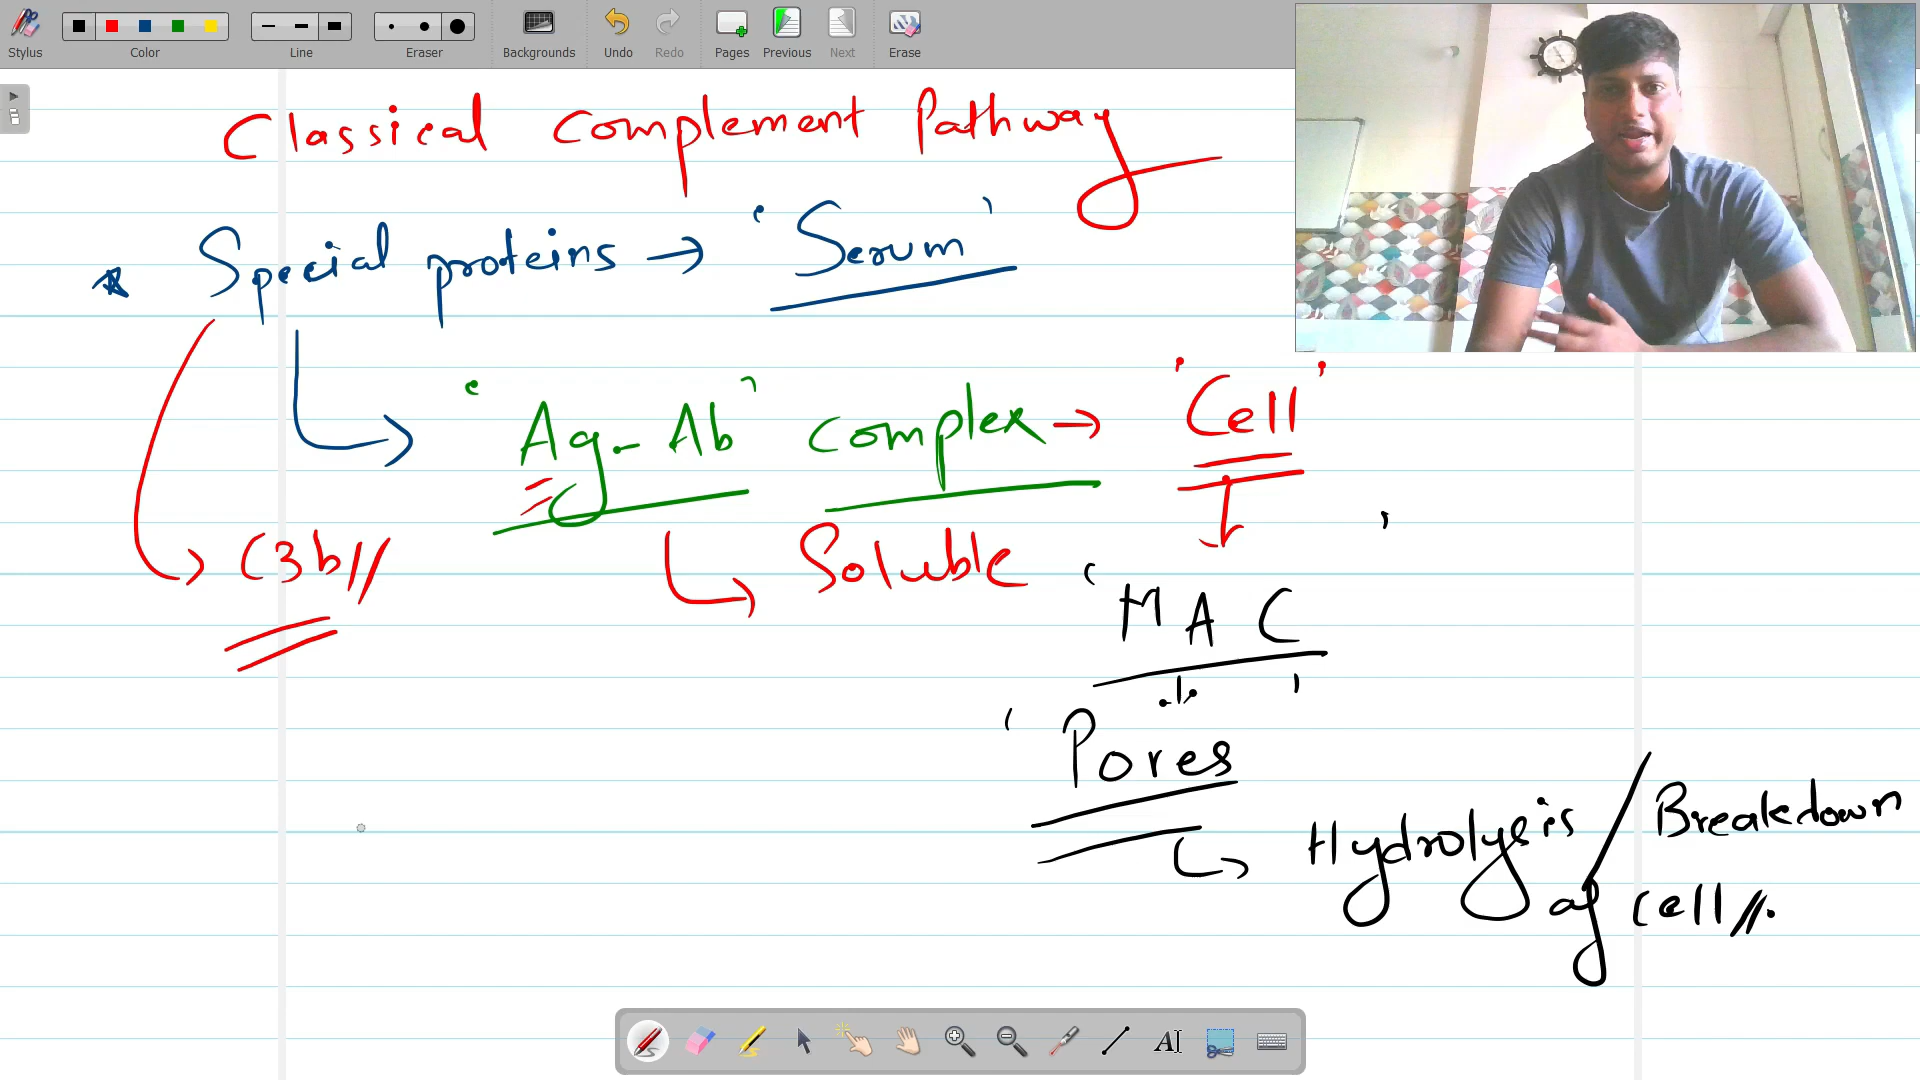 Stylus Color Line Eraser Backgrounds Undo Redo Pages Previous Next Erase
Classical Complement Pathway
* Special proteins → 'Serum'
'Ag-Ab' complex → 'Cell'
C3b//
Soluble
'MAC'
'Pores'
Hydrolysis / Breakdown
of cell//.